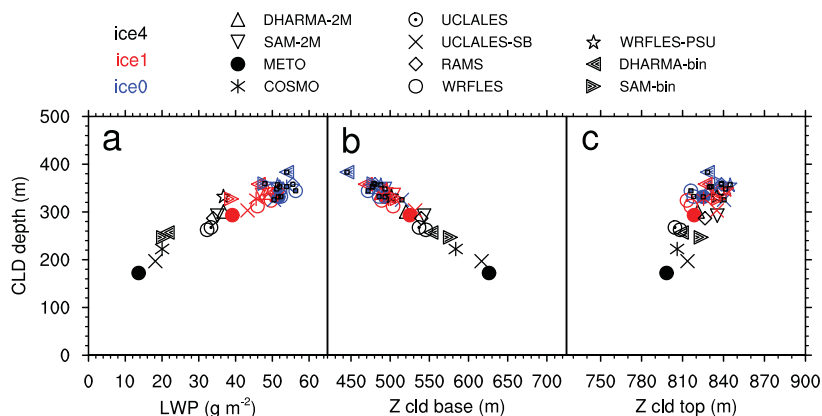 ice4
ice1
ice0
DHARMA-2M
SAM-2M
METO
COSMO
UCLALES
UCLALES-SB
RAMS
WRFLES
WRFLES-PSU
DHARMA-bin
SAM-bin
a b c
CLD depth (m)
500
400
300
200
100
0
0 10 20 30 40 50 60
450 500 550 600 650 700
750 780 810 840 870 900
LWP (g m-2)
Z cld base (m)
Z cld top (m)